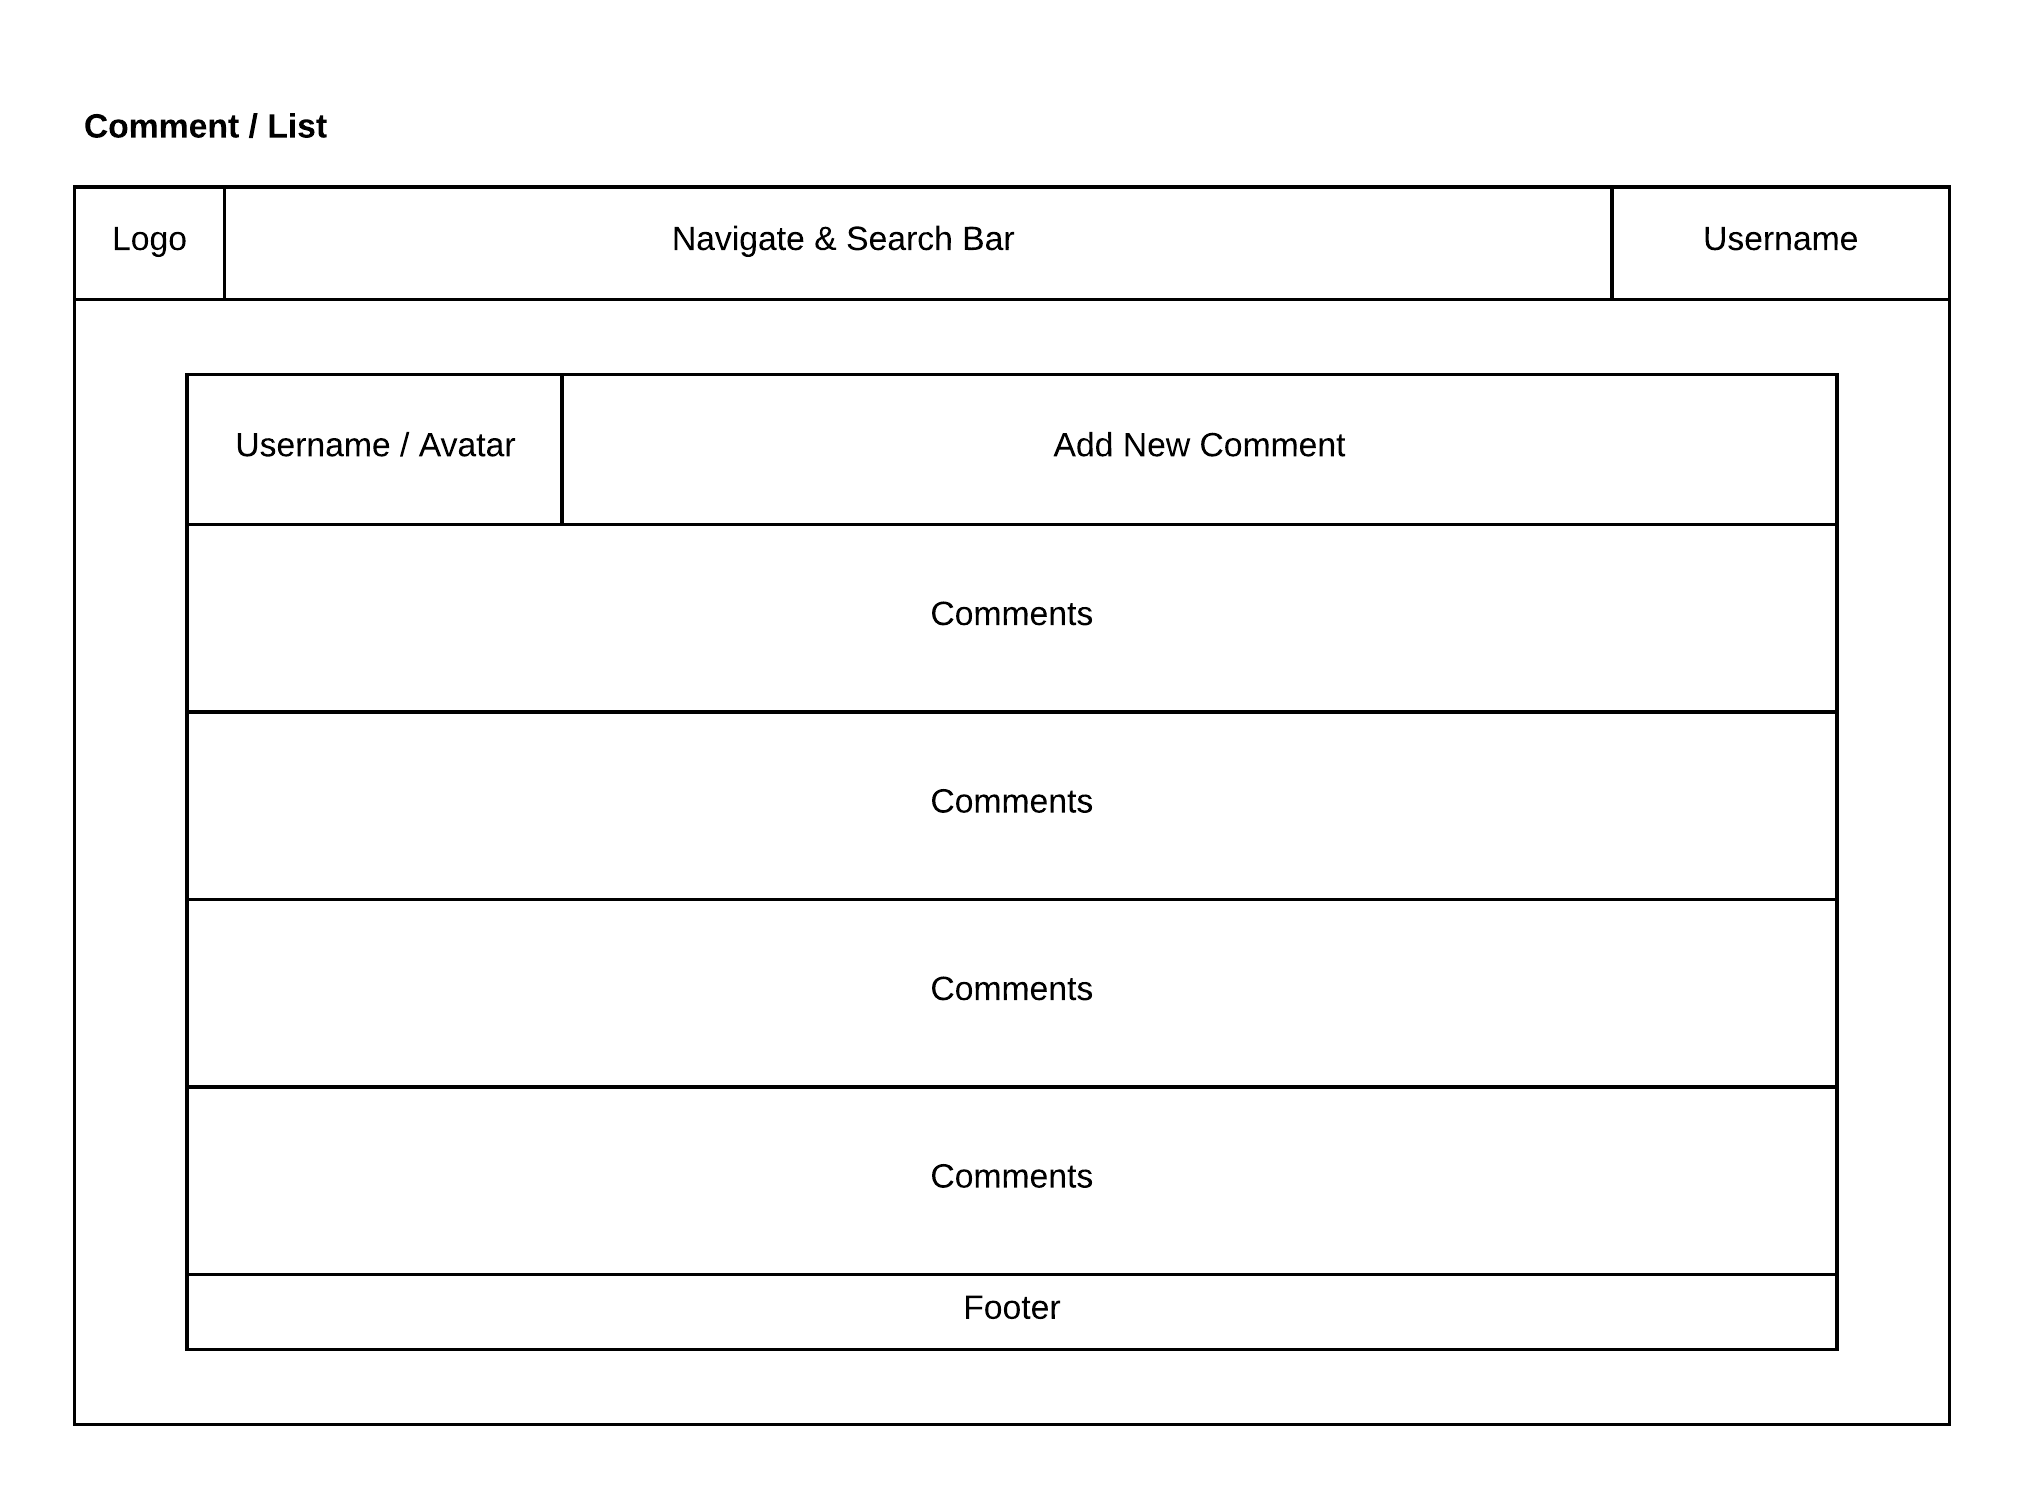 Comment / List
Logo
Navigate & Search Bar
Username
Username / Avatar
Add New Comment
Comments
Comments
Comments
Comments
Footer